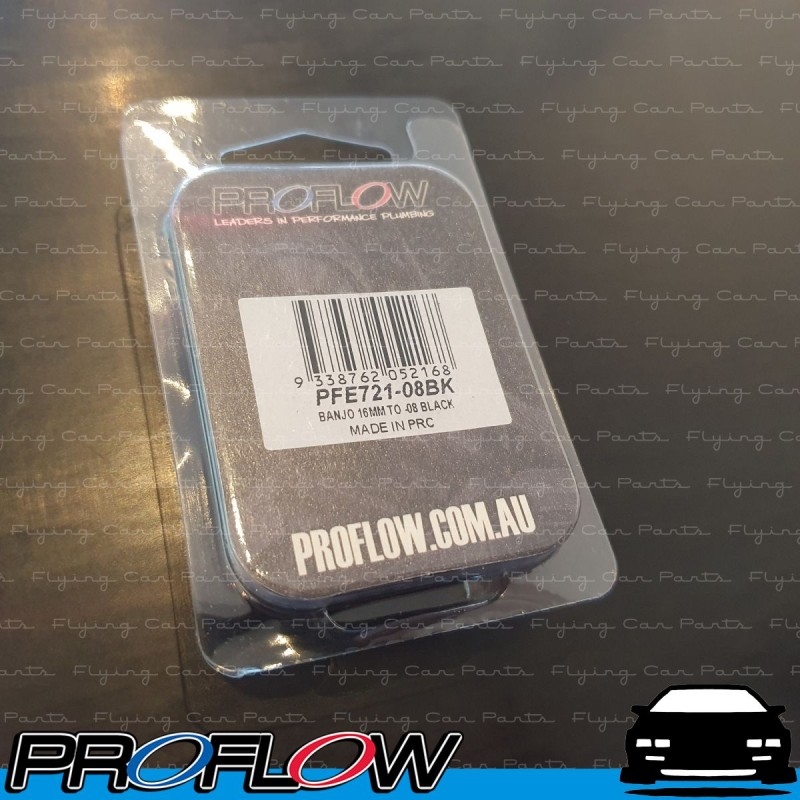 Flying Car Parts
PROFLOW
LEADERS IN PERFORMANCE PLUMBING
9 338762 052168
PFE721-08BK
BANJO 16MM TO -08 BLACK
MADE IN PRC
PROFLOW.COM.AU
PROFLOW